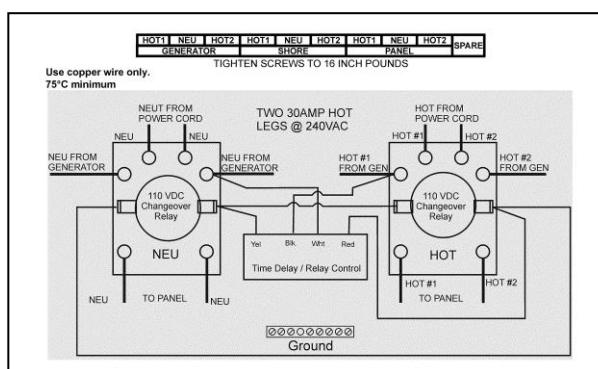 HOT1 NEU HOT2 HOT1 NEU HOT2 HOT1 NEU HOT2 SPARE
GENERATOR SHORE PANEL
TIGHTEN SCREWS TO 16 INCH POUNDS
Use copper wire only.
75°C minimum
NEUT FROM
POWER CORD
NEU
NEU
TWO 30AMP HOT
LEGS @ 240VAC
HOT FROM
POWER CORD
HOT #1
HOT #2
NEU FROM
GENERATOR
NEU FROM
GENERATOR
HOT #1
FROM GEN
HOT #2
FROM GEN
110 VDC
Changeover
Relay
NEU
110 VDC
Changeover
Relay
HOT
Yel Blk Wht Red
Time Delay / Relay Control
NEU
TO PANEL
NEU
HOT #1
TO PANEL
HOT #2
Ground